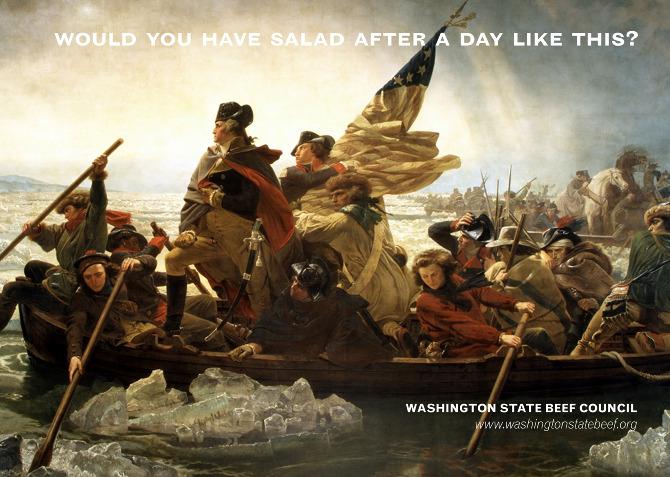 WOULD YOU HAVE SALAD AFTER A DAY LIKE THIS?
WASHINGTON STATE BEEF COUNCIL
www.washingtonstatebeef.org